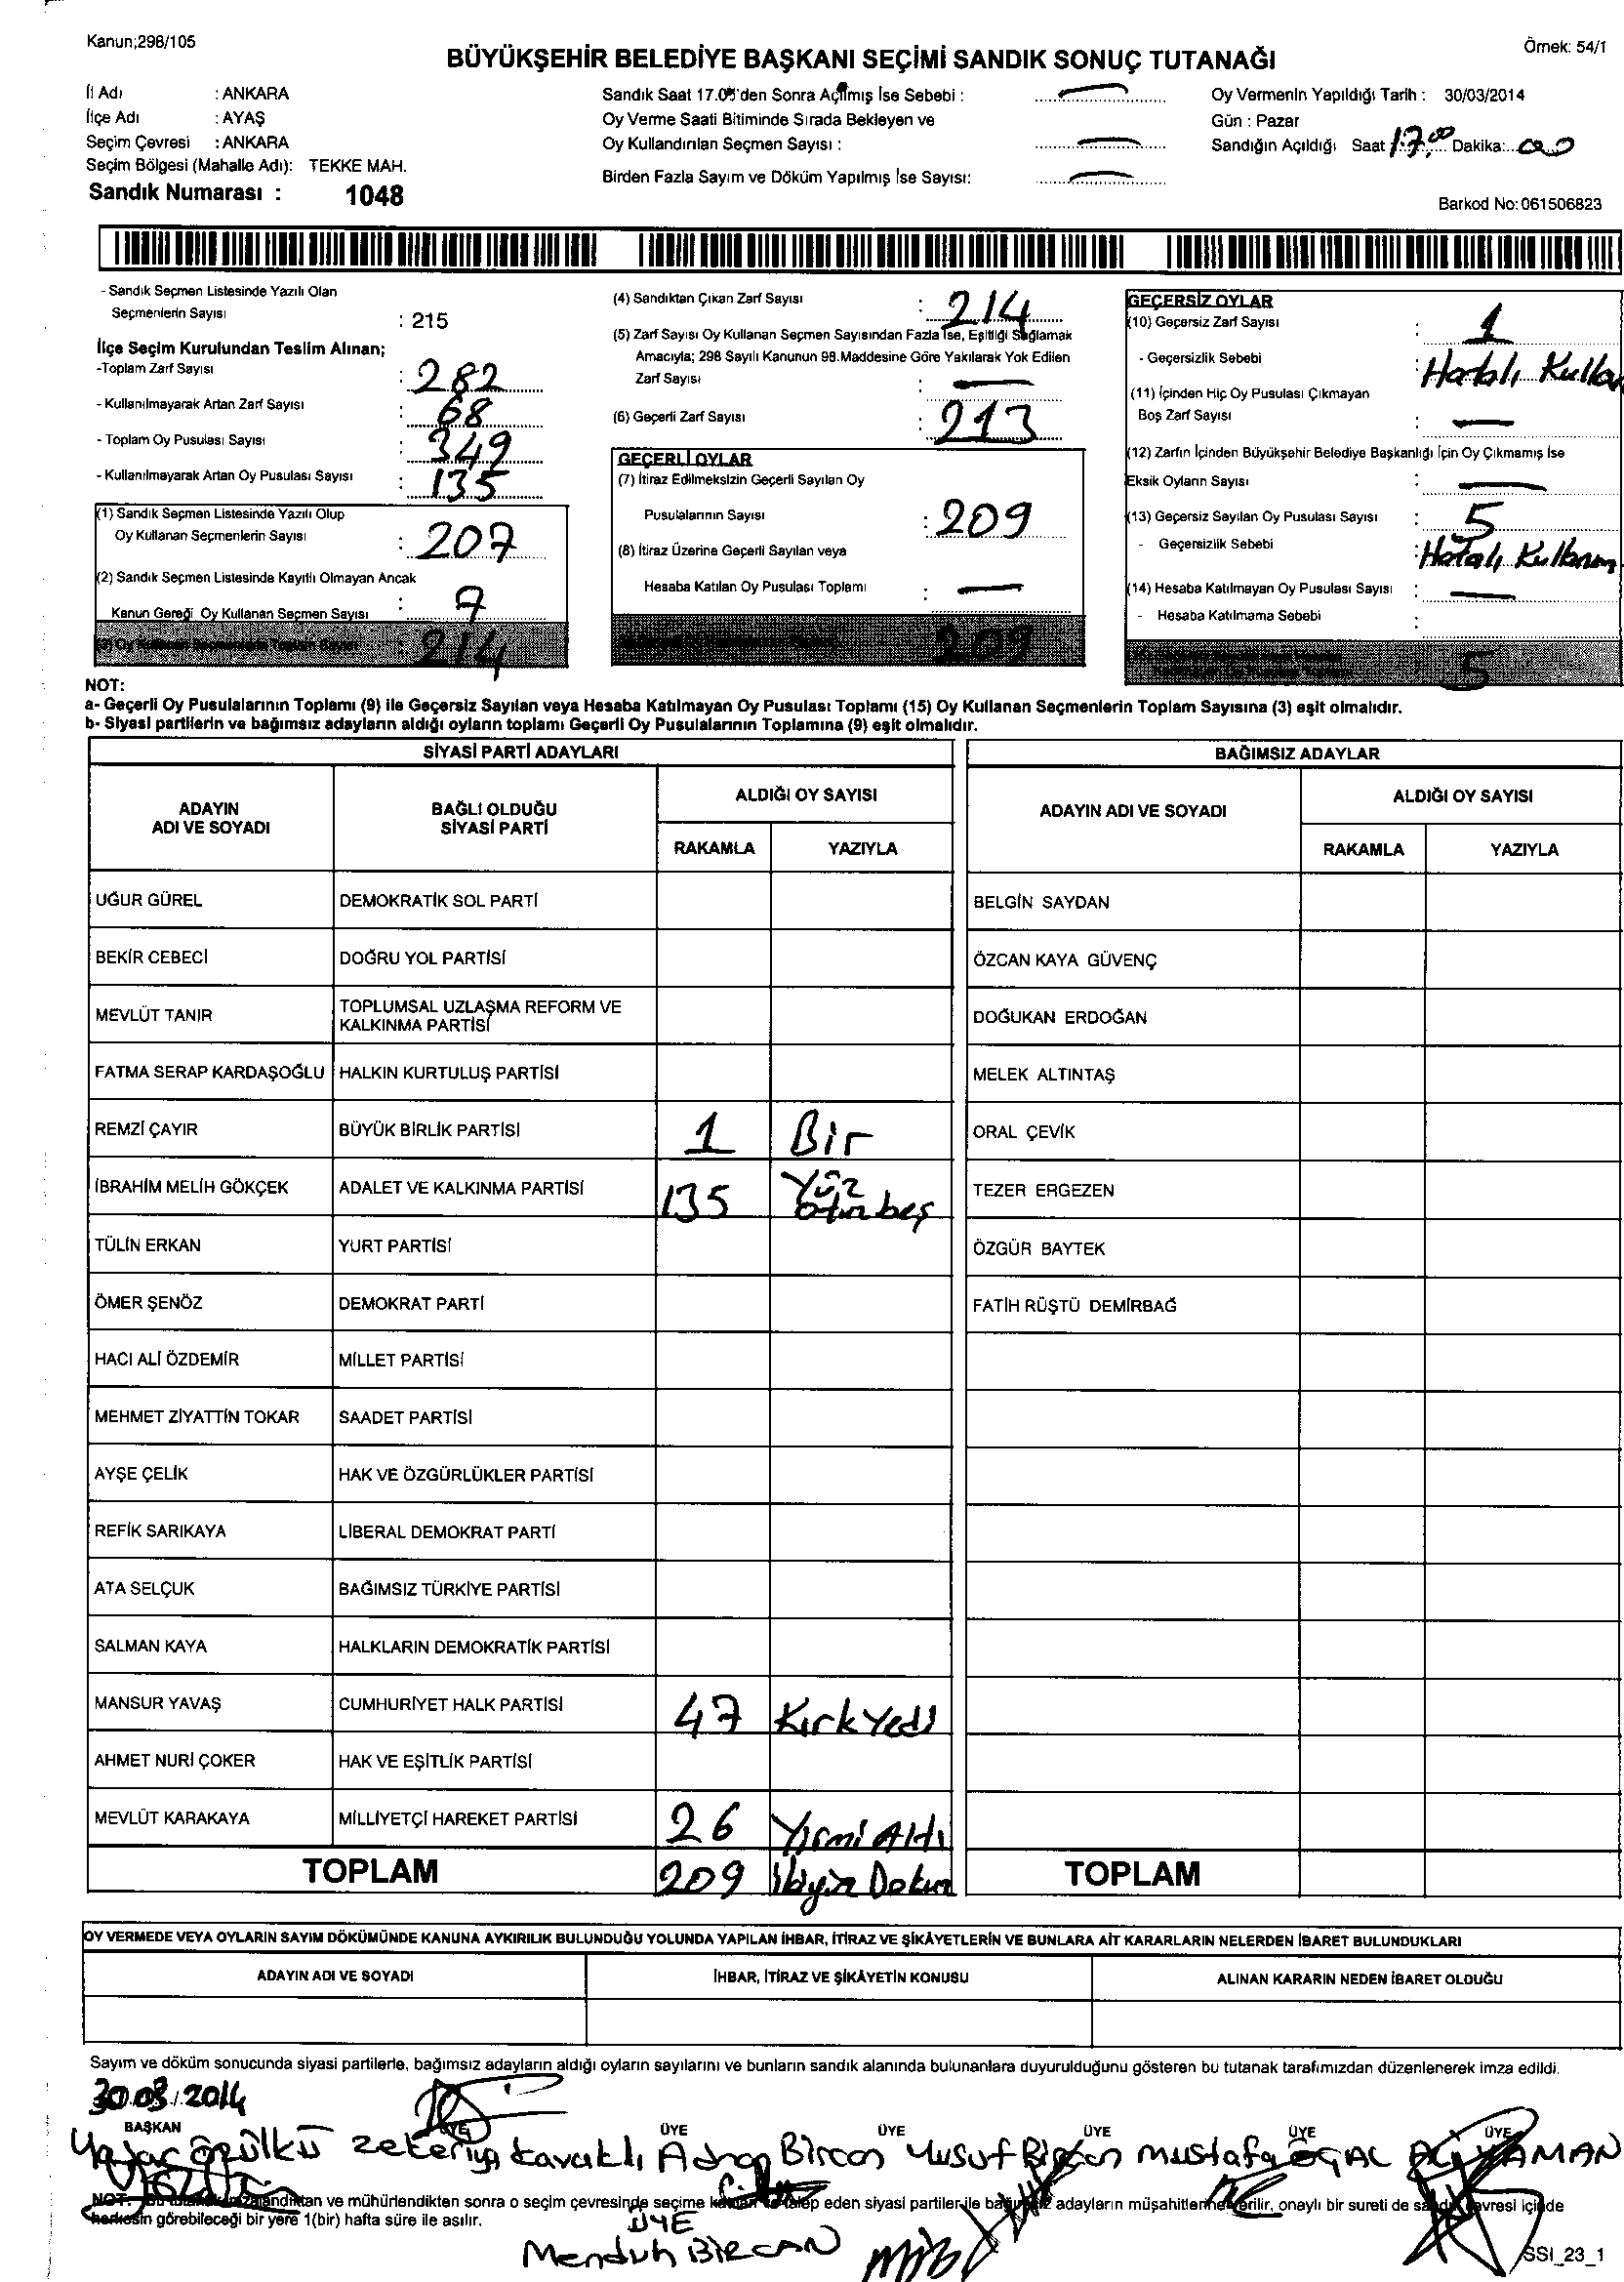 Kanun;298/105
Örnek: 54/1
BÜYÜKŞEHİR BELEDİYE BAŞKANI SEÇİMİ SANDIK SONUÇ TUTANAĞI
İl Adı : ANKARA
İlçe Adı : AYAŞ
Seçim Çevresi : ANKARA
Seçim Bölgesi (Mahalle Adı): TEKKE MAH.
Sandık Numarası : 1048
Sandık Saat 17.00'den Sonra Açılmış İse Sebebi : —
Oy Verme Saati Bitiminde Sırada Bekleyen ve
Oy Kullandırılan Seçmen Sayısı : —
Birden Fazla Sayım ve Döküm Yapılmış İse Sayısı: —
Oy Vermenin Yapıldığı Tarih : 30/03/2014
Gün : Pazar
Sandığın Açıldığı Saat 17,00 Dakika: 00
Barkod No: 061506823
- Sandık Seçmen Listesinde Yazılı Olan
Seçmenlerin Sayısı : 215
İlçe Seçim Kurulundan Teslim Alınan;
-Toplam Zarf Sayısı : 282
- Kullanılmayarak Artan Zarf Sayısı : 68
- Toplam Oy Pusulası Sayısı : 349
- Kullanılmayarak Artan Oy Pusulası Sayısı : 135
(1) Sandık Seçmen Listesinde Yazılı Olup
Oy Kullanan Seçmenlerin Sayısı : 207
(2) Sandık Seçmen Listesinde Kayıtlı Olmayan Ancak
Kanun Gereği Oy Kullanan Seçmen Sayısı : 7
(3) Oy Kullanan Seçmenlerin Toplam Sayısı : 214
(4) Sandıktan Çıkan Zarf Sayısı : 214
(5) Zarf Sayısı Oy Kullanan Seçmen Sayısından Fazla İse, Eşitliği Sağlamak
Amacıyla; 298 Sayılı Kanunun 98.Maddesine Göre Yakılarak Yok Edilen
Zarf Sayısı : —
(6) Geçerli Zarf Sayısı : 213
GEÇERLİ OYLAR
(7) İtiraz Edilmeksizin Geçerli Sayılan Oy
Pusulalarının Sayısı : 209
(8) İtiraz Üzerine Geçerli Sayılan veya
Hesaba Katılan Oy Pusulası Toplamı : —
209
GEÇERSİZ OYLAR
(10) Geçersiz Zarf Sayısı : 1
- Geçersizlik Sebebi : Hatalı Kullan
(11) İçinden Hiç Oy Pusulası Çıkmayan
Boş Zarf Sayısı : —
(12) Zarfın İçinden Büyükşehir Belediye Başkanlığı İçin Oy Çıkmamış İse
Eksik Oyların Sayısı : —
(13) Geçersiz Sayılan Oy Pusulası Sayısı : 5
- Geçersizlik Sebebi : Hatalı Kullanım
(14) Hesaba Katılmayan Oy Pusulası Sayısı : —
- Hesaba Katılmama Sebebi :
5
NOT:
a- Geçerli Oy Pusulalarının Toplamı (9) ile Geçersiz Sayılan veya Hesaba Katılmayan Oy Pusulası Toplamı (15) Oy Kullanan Seçmenlerin Toplam Sayısına (3) eşit olmalıdır.
b- Siyasi partilerin ve bağımsız adayların aldığı oyların toplamı Geçerli Oy Pusulalarının Toplamına (9) eşit olmalıdır.
SİYASİ PARTİ ADAYLARI
ADAYIN ADI VE SOYADI
BAĞLI OLDUĞU SİYASİ PARTİ
ALDIĞI OY SAYISI
RAKAMLA YAZIYLA
UĞUR GÜREL DEMOKRATİK SOL PARTİ
BEKİR CEBECİ DOĞRU YOL PARTİSİ
MEVLÜT TANIR TOPLUMSAL UZLAŞMA REFORM VE KALKINMA PARTİSİ
FATMA SERAP KARDAŞOĞLU HALKIN KURTULUŞ PARTİSİ
REMZİ ÇAYIR BÜYÜK BİRLİK PARTİSİ 1 Bir
İBRAHİM MELİH GÖKÇEK ADALET VE KALKINMA PARTİSİ 135 Yüz otuzbeş
TÜLİN ERKAN YURT PARTİSİ
ÖMER ŞENÖZ DEMOKRAT PARTİ
HACI ALİ ÖZDEMİR MİLLET PARTİSİ
MEHMET ZİYATTİN TOKAR SAADET PARTİSİ
AYŞE ÇELİK HAK VE ÖZGÜRLÜKLER PARTİSİ
REFİK SARIKAYA LİBERAL DEMOKRAT PARTİ
ATA SELÇUK BAĞIMSIZ TÜRKİYE PARTİSİ
SALMAN KAYA HALKLARIN DEMOKRATİK PARTİSİ
MANSUR YAVAŞ CUMHURİYET HALK PARTİSİ 47 Kırk Yedi
AHMET NURİ ÇOKER HAK VE EŞİTLİK PARTİSİ
MEVLÜT KARAKAYA MİLLİYETÇİ HAREKET PARTİSİ 26 Yirmi Altı
TOPLAM 209 İkiyüz Dokuz
BAĞIMSIZ ADAYLAR
ADAYIN ADI VE SOYADI
ALDIĞI OY SAYISI
RAKAMLA YAZIYLA
BELGİN SAYDAN
ÖZCAN KAYA GÜVENÇ
DOĞUKAN ERDOĞAN
MELEK ALTINTAŞ
ORAL ÇEVİK
TEZER ERGEZEN
ÖZGÜR BAYTEK
FATİH RÜŞTÜ DEMİRBAĞ
TOPLAM
OY VERMEDE VEYA OYLARIN SAYIM DÖKÜMÜNDE KANUNA AYKIRILIK BULUNDUĞU YOLUNDA YAPILAN İHBAR, İTİRAZ VE ŞİKÂYETLERİN VE BUNLARA AİT KARARLARIN NELERDEN İBARET BULUNDUKLARI
ADAYIN ADI VE SOYADI İHBAR, İTİRAZ VE ŞİKÂYETİN KONUSU ALINAN KARARIN NEDEN İBARET OLDUĞU
Sayım ve döküm sonucunda siyasi partilerle, bağımsız adayların aldığı oyların sayılarını ve bunların sandık alanında bulunanlara duyurulduğunu gösteren bu tutanak tarafımızdan düzenlenerek imza edildi.
30.03.2014
BAŞKAN ÜYE ÜYE ÜYE ÜYE ÜYE ÜYE
Zekeriya Kavaklı Adnan Bircan Yusuf Bircan Mustafa
NOT: ve mühürlendikten sonra o seçim çevresinde seçime eden siyasi partiler ile bağımsız adayların müşahitlerine verilir, onaylı bir sureti de sandık çevresi içinde
herkesin görebileceği bir yere 1(bir) hafta süre ile asılır.
ÜYE
Menduh BİRCAN
SSI_23_1